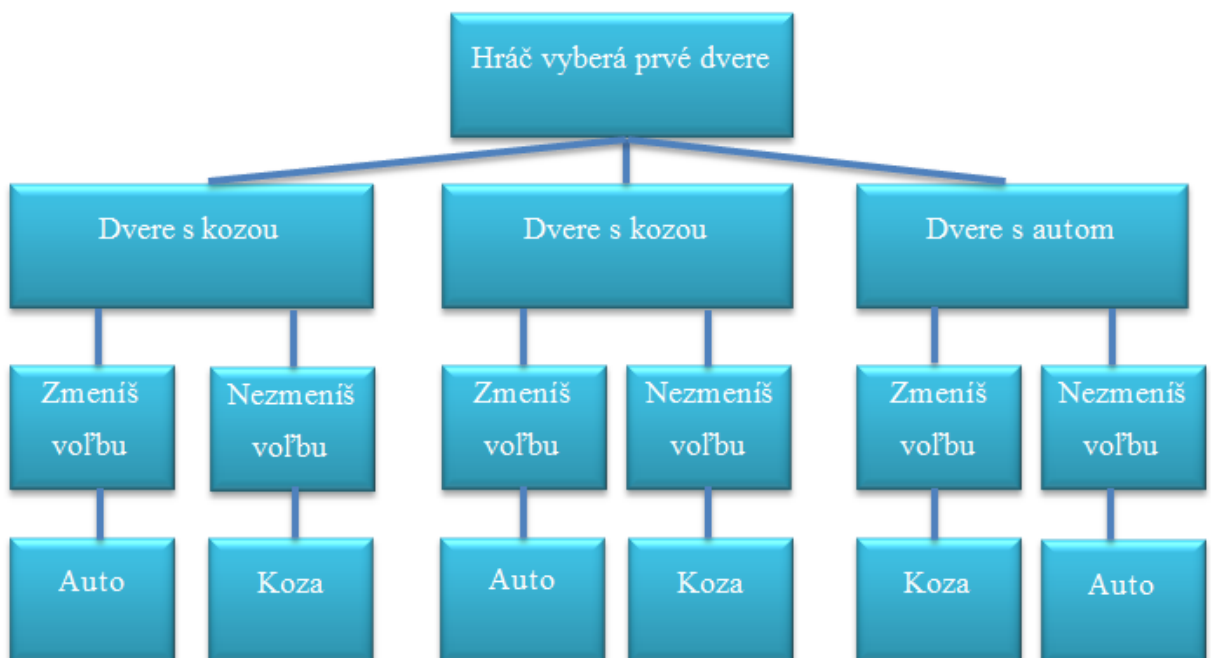 Hráč vyberá prvé dvere
Dvere s kozou
Dvere s kozou
Dvere s autom
Zmeníš
voľbu
Nezmeníš
voľbu
Zmeníš
voľbu
Nezmeníš
voľbu
Zmeníš
voľbu
Nezmeníš
voľbu
Auto
Koza
Auto
Koza
Koza
Auto